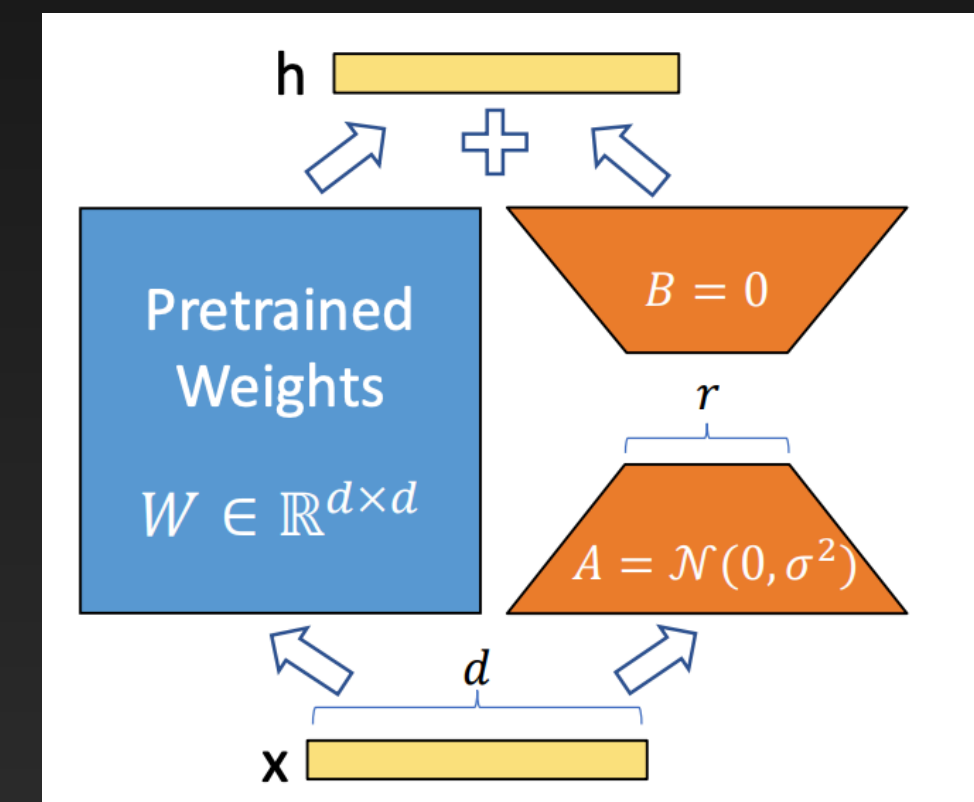 h
Pretrained
Weights
W ∈ ℝ^{d×d}
B = 0
r
A = 𝒩(0, σ²)
d
x